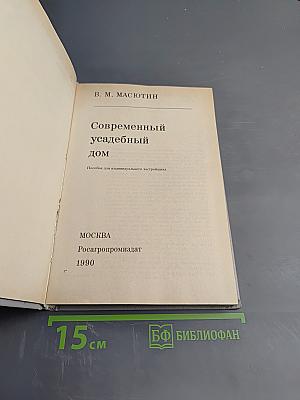 В. М. МАСЮТИН
Современный
усадебный
дом
Пособие для индивидуального застройщика
МОСКВА
Росагропромиздат
1990
15 см
БФ БИБЛИОФАН